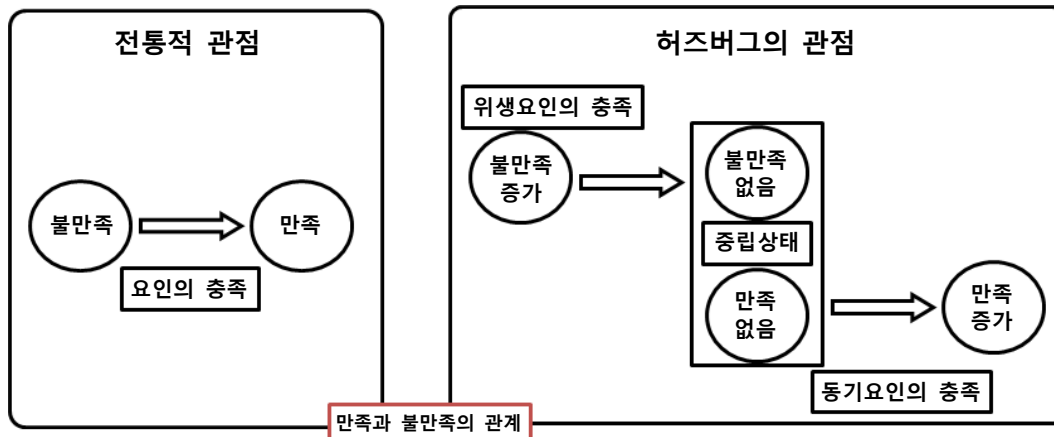 전통적 관점
불만족
만족
요인의 충족
허즈버그의 관점
위생요인의 충족
불만족
증가
불만족
없음
중립상태
만족
없음
만족
증가
동기요인의 충족
만족과 불만족의 관계